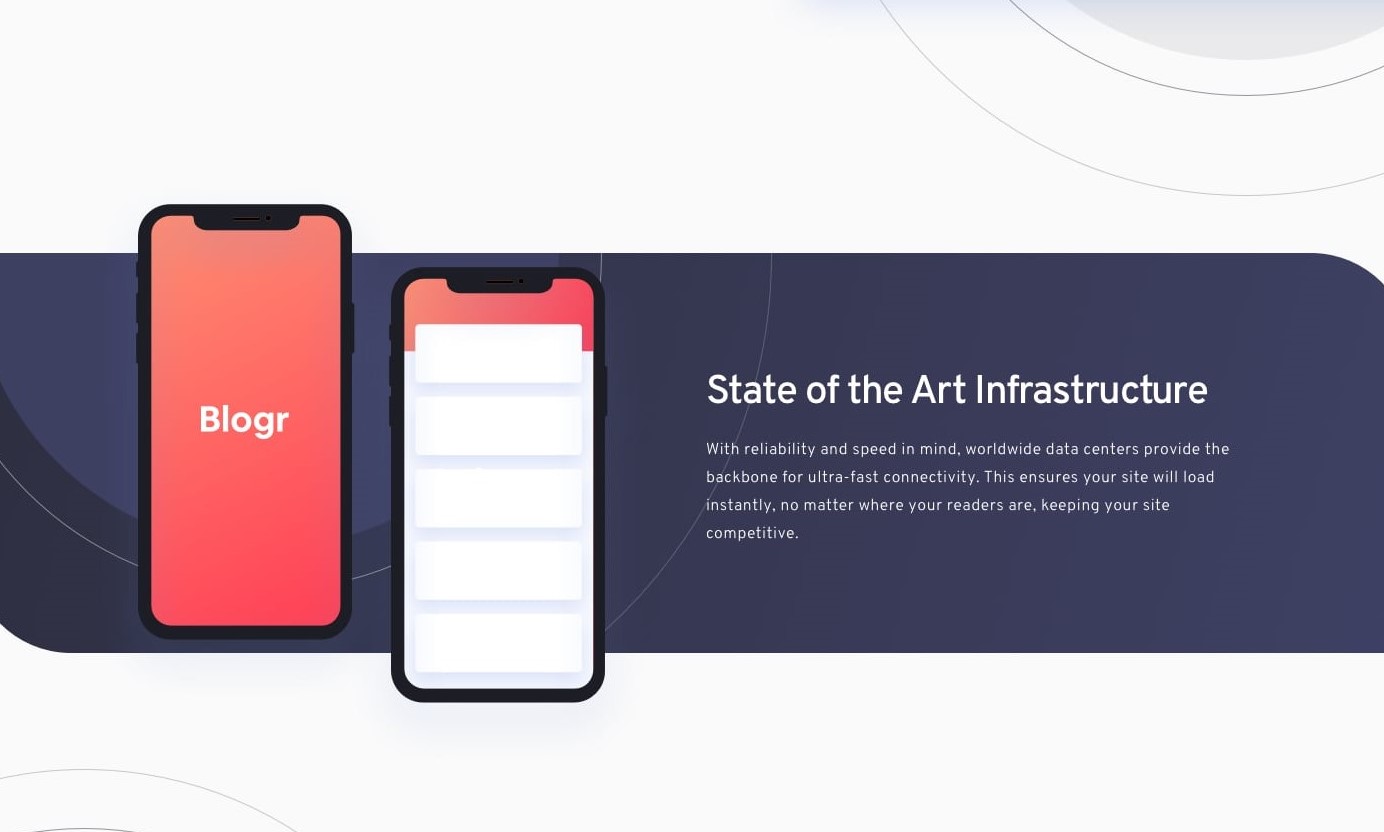 Blogr
State of the Art Infrastructure
With reliability and speed in mind, worldwide data centers provide the
backbone for ultra-fast connectivity. This ensures your site will load
instantly, no matter where your readers are, keeping your site
competitive.